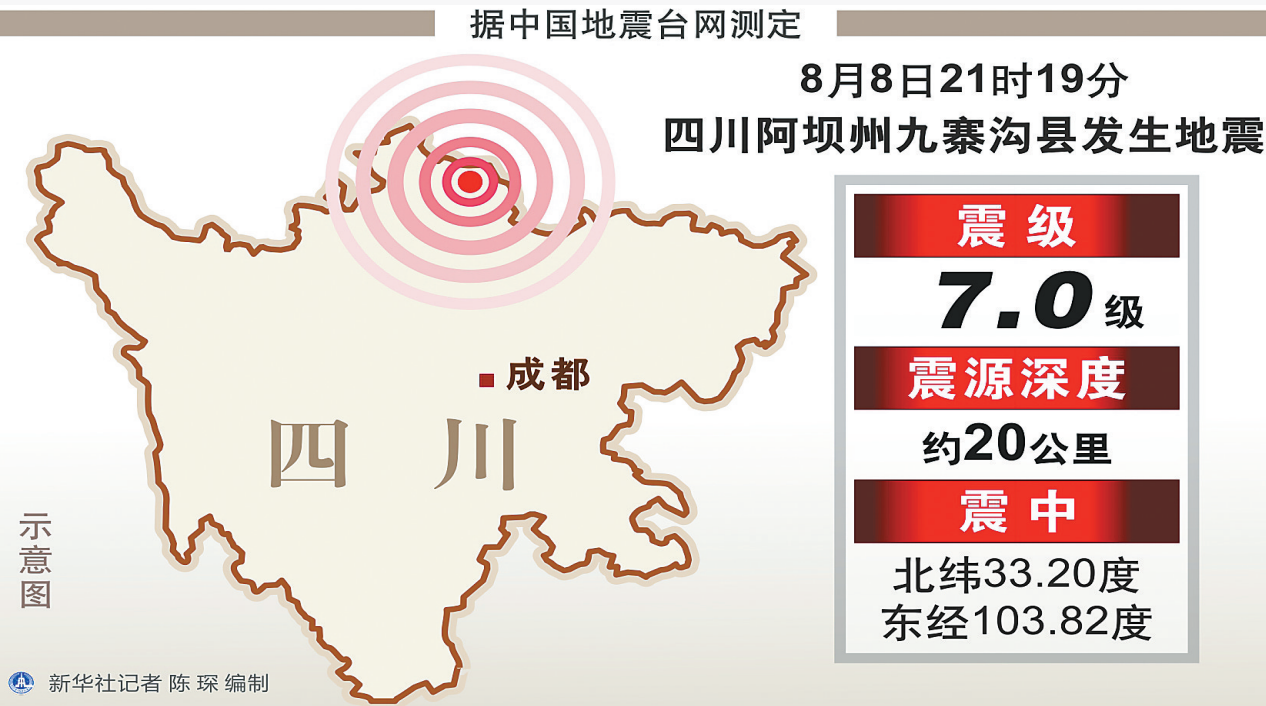 据中国地震台网测定
8月8日21时19分
四川阿坝州九寨沟县发生地震
震级
7.0级
震源深度
约20公里
震中
北纬33.20度
东经103.82度
成都
四川
示意图
新华社记者 陈 琛 编制